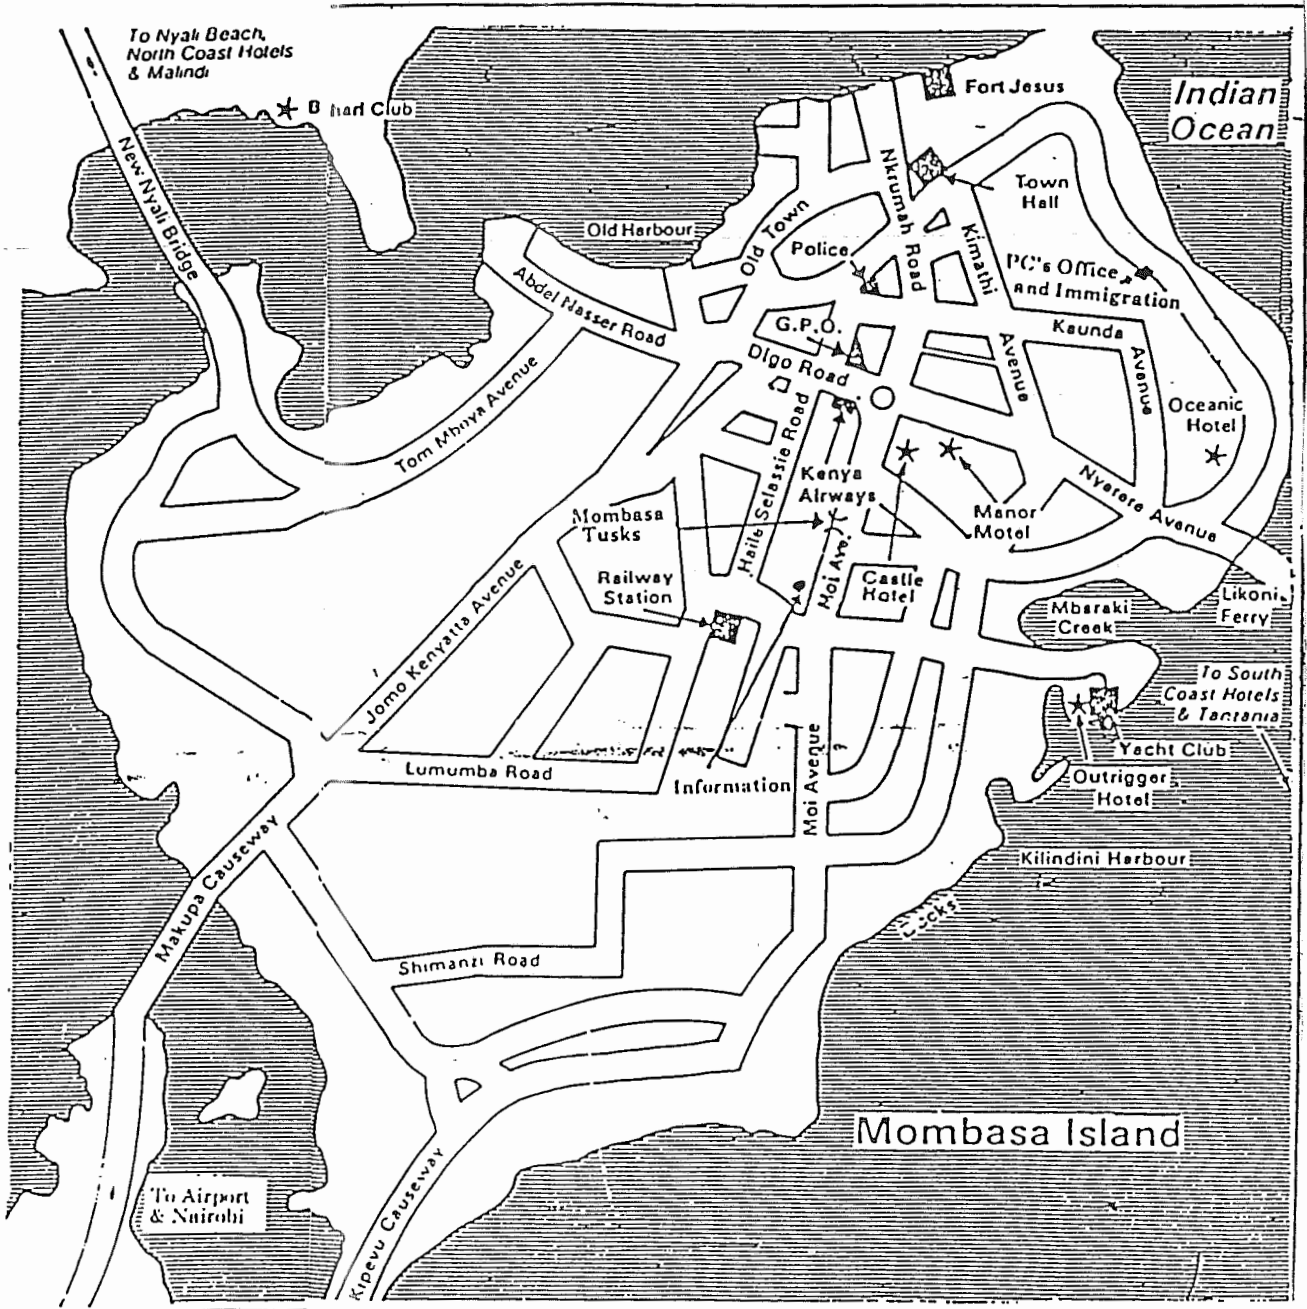 To Nyali Beach,
North Coast Hotels
& Malindi
Club
Fort Jesus
Indian
Ocean
New Nyali Bridge
Nkrumah Road
Town
Hall
Old Harbour
Old Town
Police
Kimathi
Avenue
PC's Office
and Immigration
Abdel Nasser Road
G.P.O.
Kaunda
Avenue
Digo Road
Tom Mboya Avenue
Oceanic
Hotel
Haile Selassie Road
Kenya
Airways
Nyerere Avenue
Mombasa
Tusks
Manor
Motel
Moi Ave.
Railway
Station
Castle
Hotel
Likoni
Ferry
Mbaraki
Creek
Jomo Kenyatta Avenue
To South
Coast Hotels
& Tanzania
Yacht Club
Lumumba Road
Information
Moi Avenue
Outrigger
Hotel
Makupa Causeway
Kilindini Harbour
Docks
Shimanzi Road
Mombasa Island
To Airport
& Nairobi
Kipevu Causeway